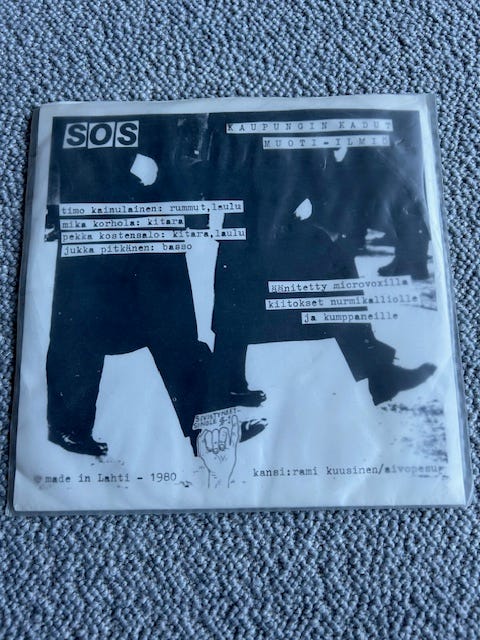 SOS
KAUPUNGIN KADUT
MUOTI-ILMIÖ
timo kainulainen: rummut,laulu
mika korhola: kitara
pekka kostensalo: kitara,laulu
jukka pitkänen: basso
äänitetty microvoxilla
kiitokset nurmikalliolle
ja kumppaneille
made in Lahti - 1980
kansi:rami kuusinen/aivopesu